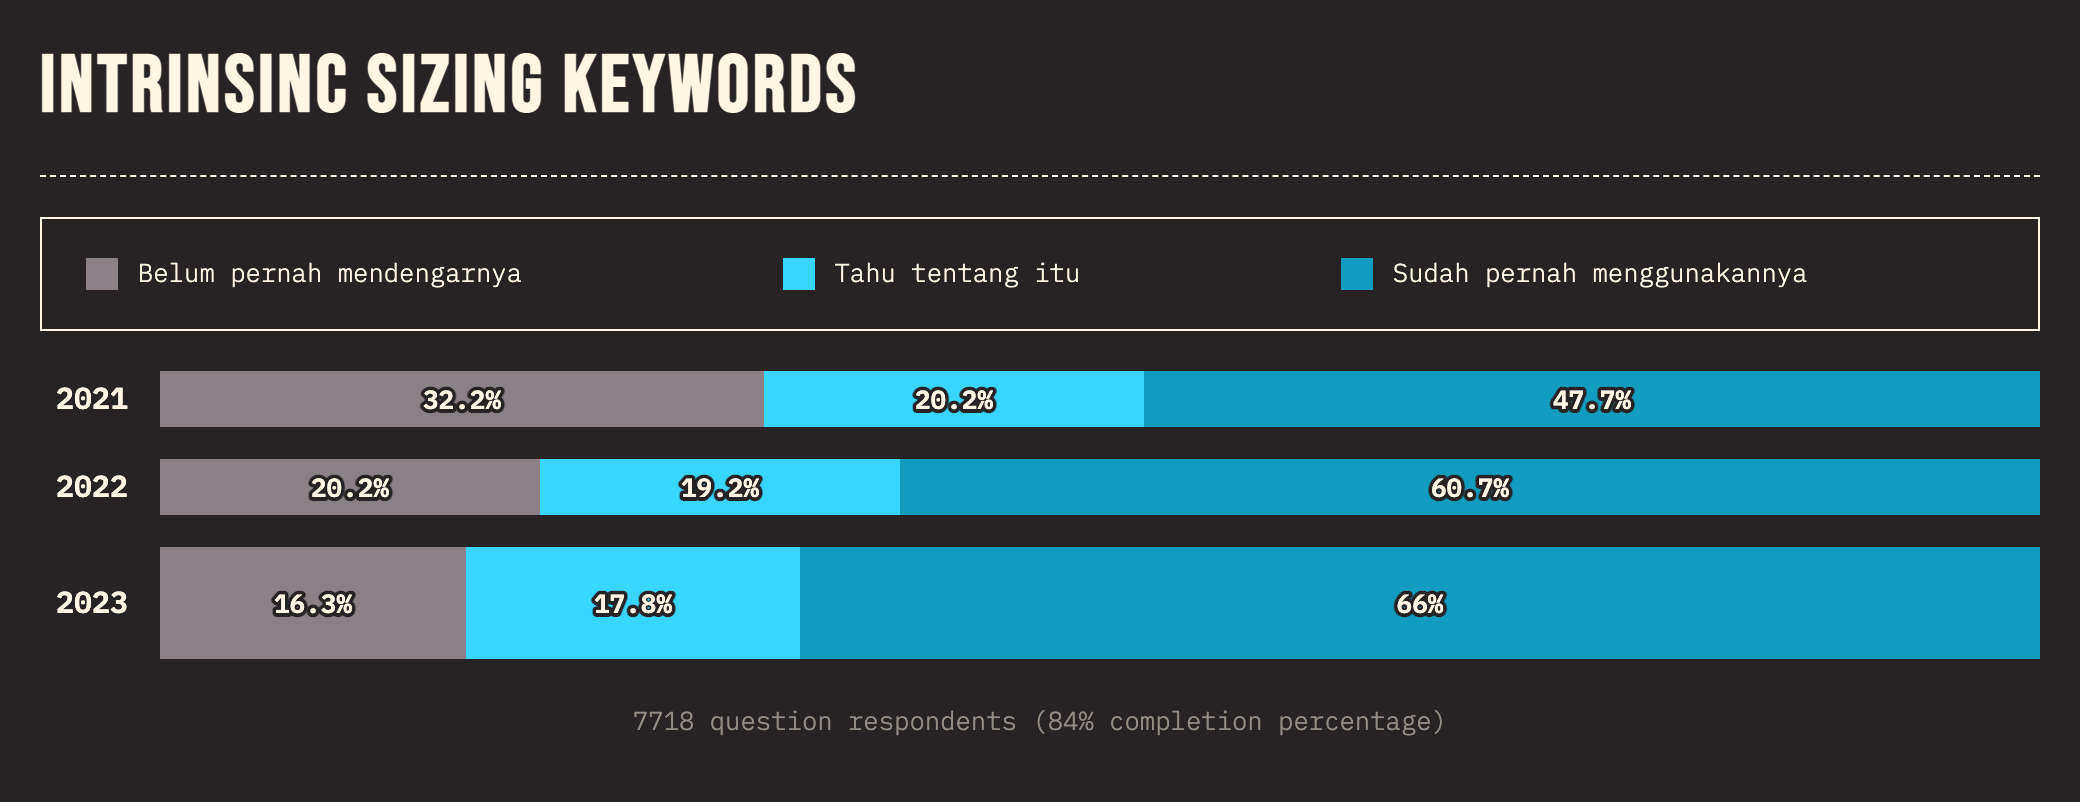 INTRINSINC SIZING KEYWORDS
Belum pernah mendengarnya Tahu tentang itu Sudah pernah menggunakannya
2021 32.2% 20.2% 47.7%
2022 20.2% 19.2% 60.7%
2023 16.3% 17.8% 66%
7718 question respondents (84% completion percentage)